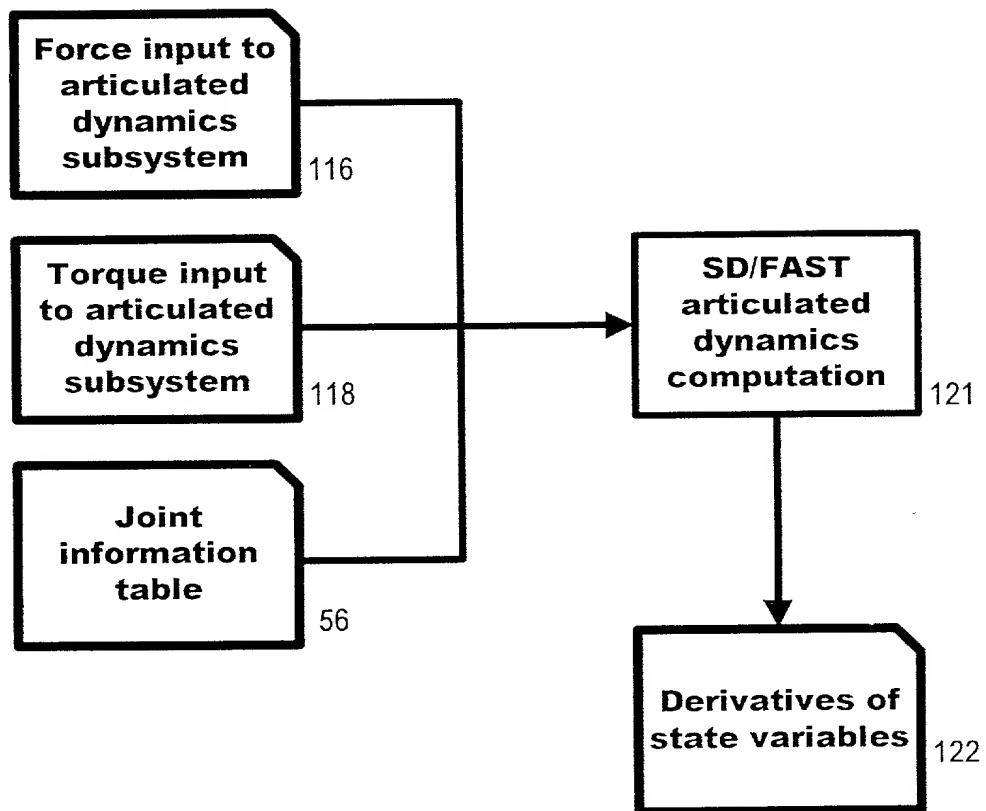 Force input to
articulated
dynamics
subsystem
116
Torque input
to articulated
dynamics
subsystem
118
Joint
information
table
56
SD/FAST
articulated
dynamics
computation
121
Derivatives of
state variables
122